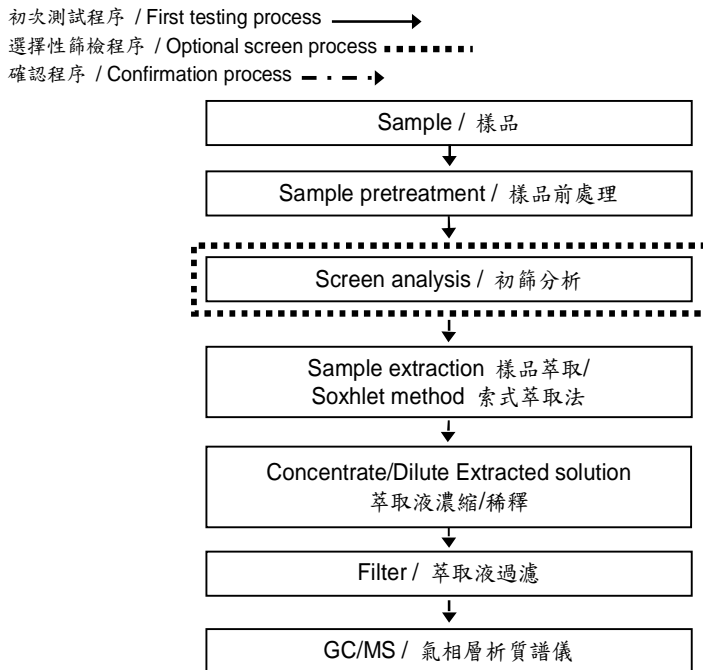 初次測試程序 / First testing process
選擇性篩檢程序 / Optional screen process
確認程序 / Confirmation process
Sample / 樣品
Sample pretreatment / 樣品前處理
Screen analysis / 初篩分析
Sample extraction 樣品萃取/
Soxhlet method 索式萃取法
Concentrate/Dilute Extracted solution
萃取液濃縮/稀釋
Filter / 萃取液過濾
GC/MS / 氣相層析質譜儀